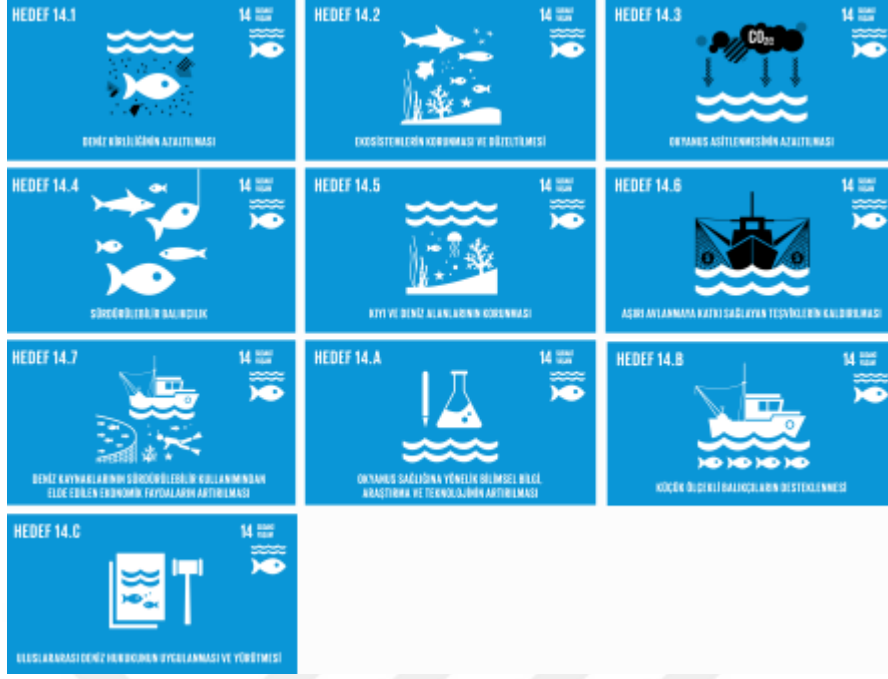 HEDEF 14.1
14 SUDAKİ
YAŞAM
DENİZ KİRLİLİĞİNİN AZALTILMASI
HEDEF 14.2
14 SUDAKİ
YAŞAM
EKOSİSTEMLERİN KORUNMASI VE DÜZELTİLMESİ
HEDEF 14.3
14 SUDAKİ
YAŞAM
CO₂
OKYANUS ASİTLENMESİNİN AZALTILMASI
HEDEF 14.4
14 SUDAKİ
YAŞAM
SÜRDÜRÜLEBİLİR BALIKÇILIK
HEDEF 14.5
14 SUDAKİ
YAŞAM
KIYI VE DENİZ ALANLARININ KORUNMASI
HEDEF 14.6
14 SUDAKİ
YAŞAM
AŞIRI AVLANMAYA KATKI SAĞLAYAN TEŞVİKLERİN KALDIRILMASI
HEDEF 14.7
14 SUDAKİ
YAŞAM
DENİZ KAYNAKLARININ SÜRDÜRÜLEBİLİR KULLANIMINDAN
ELDE EDİLEN EKONOMİK FAYDALARIN ARTIRILMASI
HEDEF 14.A
14 SUDAKİ
YAŞAM
OKYANUS SAĞLIĞINA YÖNELİK BİLİMSEL BİLGİ,
ARAŞTIRMA VE TEKNOLOJİNİN ARTIRILMASI
HEDEF 14.B
14 SUDAKİ
YAŞAM
KÜÇÜK ÖLÇEKLİ BALIKÇILARIN DESTEKLENMESİ
HEDEF 14.C
14 SUDAKİ
YAŞAM
ULUSLARARASI DENİZ HUKUKUNUN UYGULANMASI VE YÜRÜTMESİ